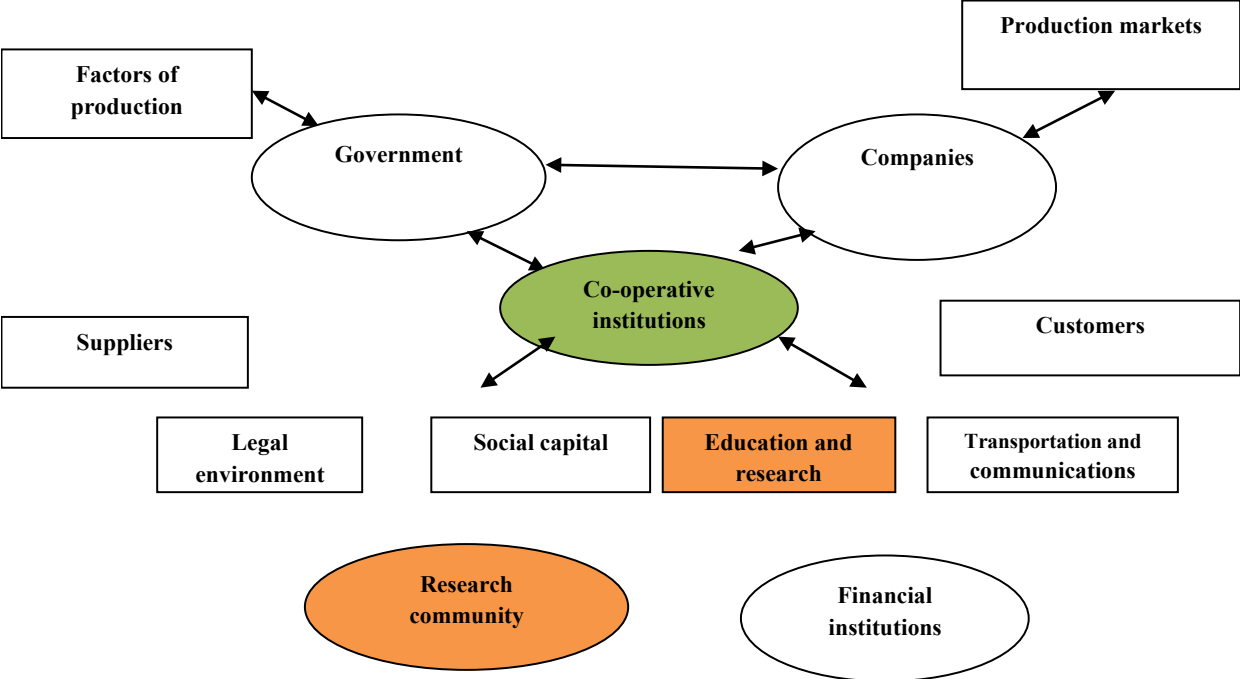 Production markets
Factors of
production
Government
Companies
Co-operative
institutions
Suppliers
Customers
Legal
environment
Social capital
Education and
research
Transportation and
communications
Research
community
Financial
institutions